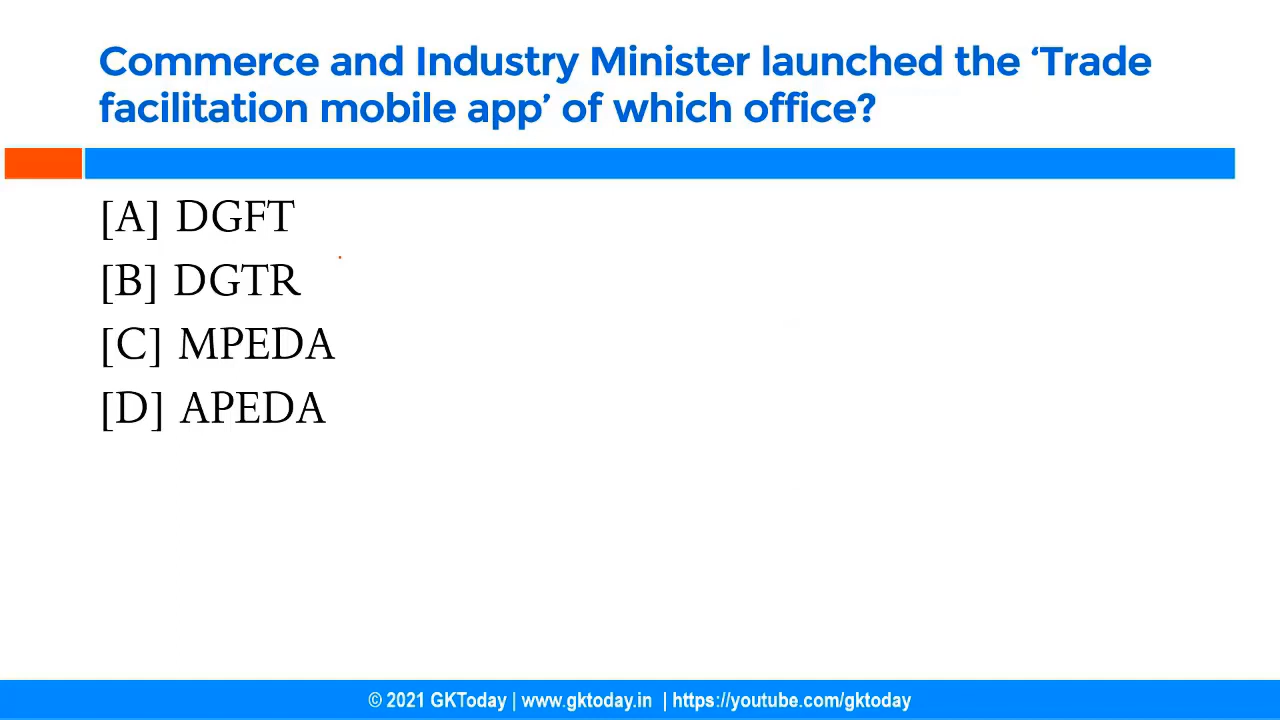 Commerce and Industry Minister launched the ‘Trade
facilitation mobile app’ of which office?
[A] DGFT
[B] DGTR
[C] MPEDA
[D] APEDA
© 2021 GKToday | www.gktoday.in | https://youtube.com/gktoday